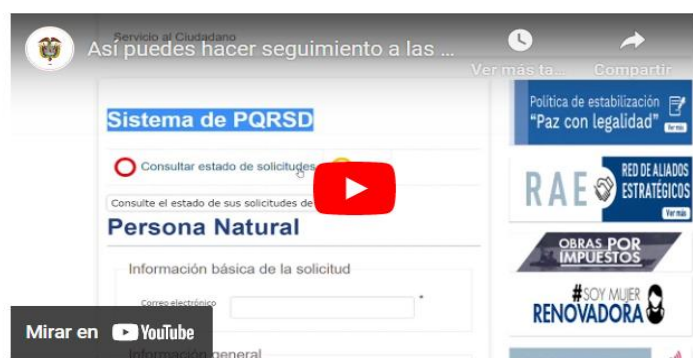 Servicio al Ciudadano
Así puedes hacer seguimiento a las ...
Ver más ta...
Compartir
Sistema de PQRSD
Consultar estado de solicitudes
Consulte el estado de sus solicitudes de
Persona Natural
Información básica de la solicitud
Correo electrónico
*
Información general
Mirar en YouTube
Política de estabilización
"Paz con legalidad"
Ver más
RAE
RED DE ALIADOS
ESTRATÉGICOS
Ver más
OBRAS POR
IMPUESTOS
#SOY MUJER
RENOVADORA